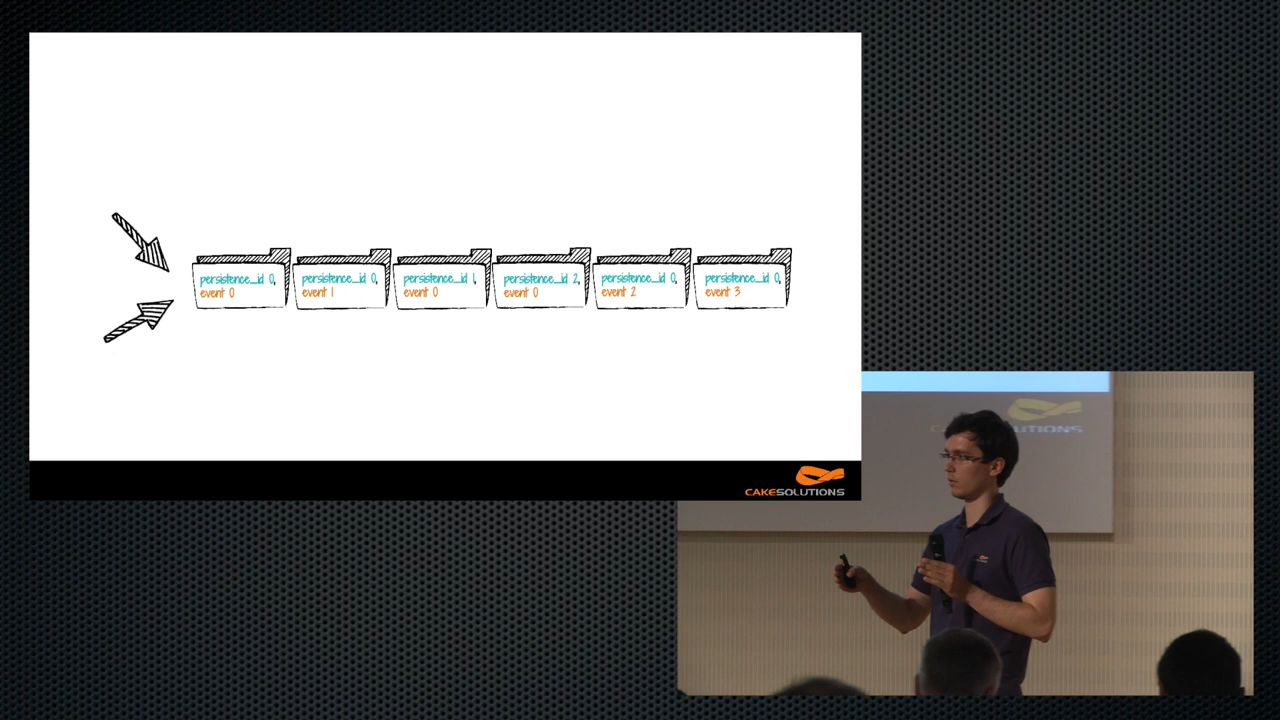 persistence_id 0,
event 0
persistence_id 0,
event 1
persistence_id 1,
event 0
persistence_id 2,
event 0
persistence_id 0,
event 2
persistence_id 0,
event 3
CAKESOLUTIONS